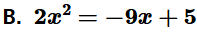 B. 2x² = −9x + 5